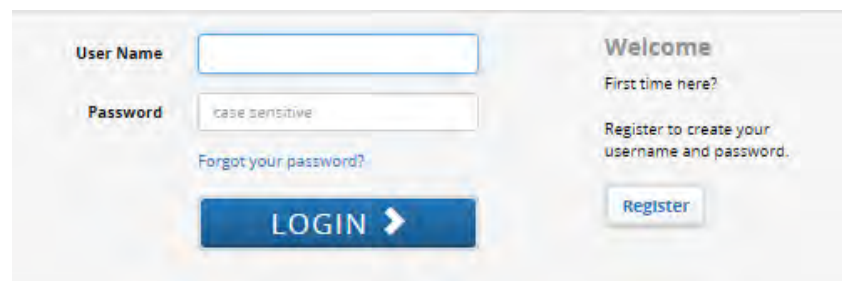 User Name
Password
case sensitive
Forgot your password?
LOGIN
Welcome
First time here?
Register to create your
username and password.
Register